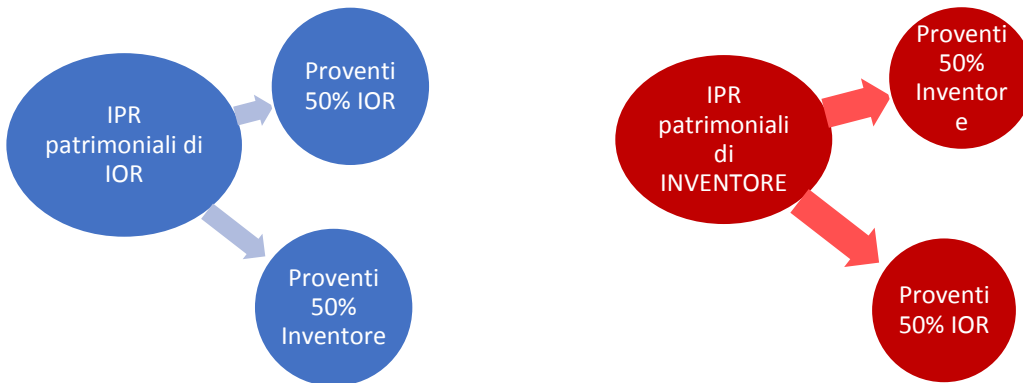 IPR
patrimoniali di
IOR
Proventi
50% IOR
Proventi
50%
Inventore
IPR
patrimoniali
di
INVENTORE
Proventi
50%
Inventor
e
Proventi
50% IOR